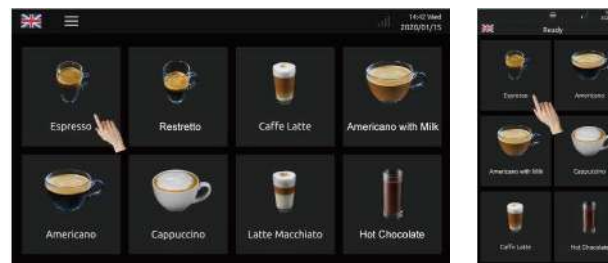 14:42 Wed
2020/01/15
Espresso
Restretto
Caffe Latte
Americano with Milk
Americano
Cappuccino
Latte Macchiato
Hot Chocolate
Ready
Espresso
Americano
Americano with Milk
Cappuccino
Caffe Latte
Hot Chocolate